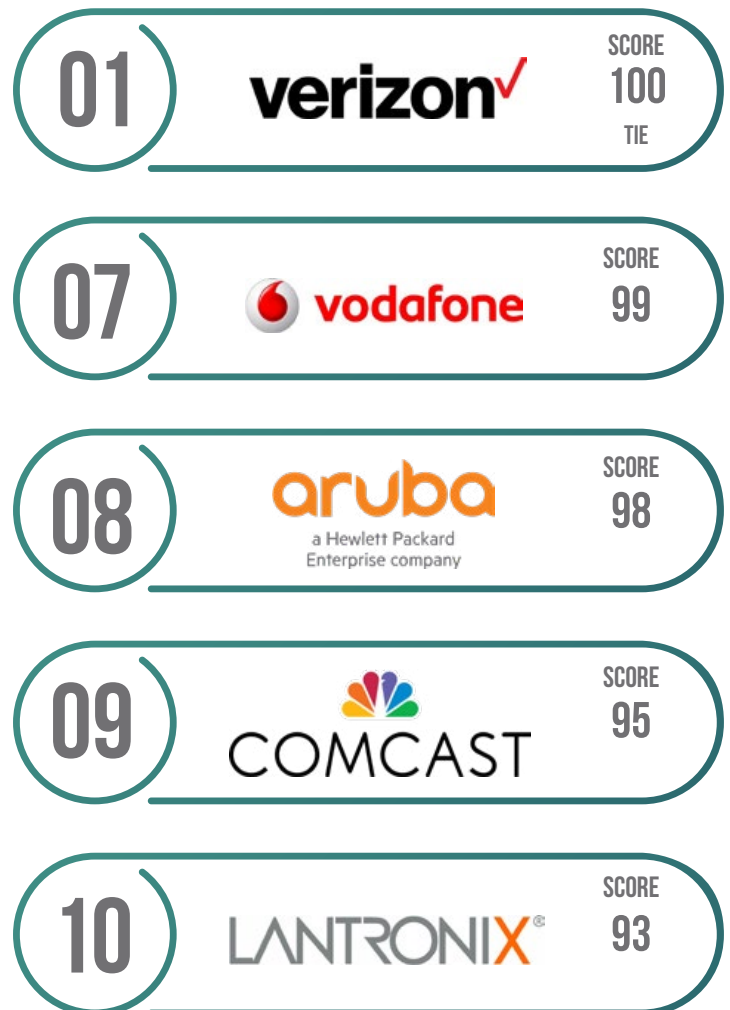 01
verizon
SCORE
100
TIE
07
vodafone
SCORE
99
08
aruba
a Hewlett Packard
Enterprise company
SCORE
98
09
COMCAST
SCORE
95
10
LANTRONIX®
SCORE
93